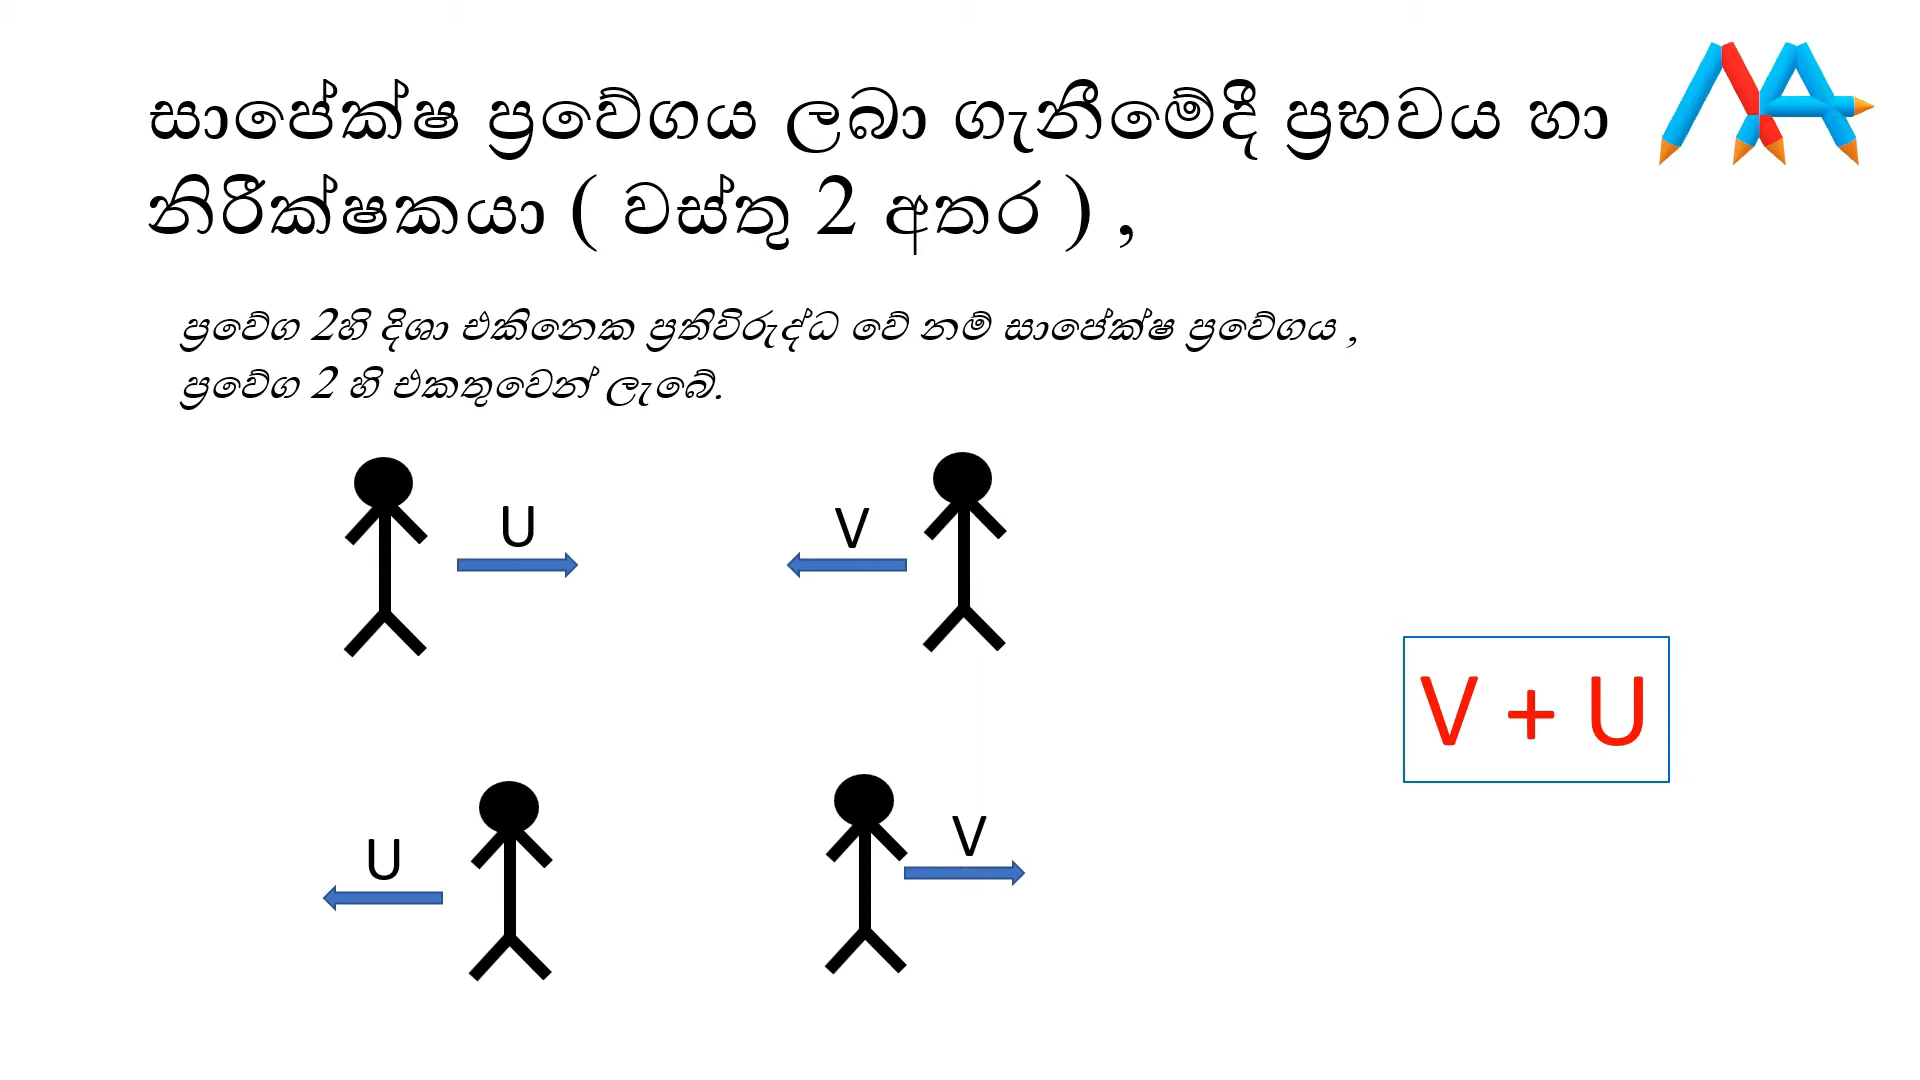 සාපේක්ෂ ප්‍රවේගය ලබා ගැනීමේදී ප්‍රභවය හා
නිරීක්ෂකයා ( වස්තු 2 අතර ) ,
ප්‍රවේග 2හි දිශා එකිනෙක ප්‍රතිවිරුද්ධ වේ නම් සාපේක්ෂ ප්‍රවේගය ,
ප්‍රවේග 2 හි එකතුවෙන් ලැබේ.
U
V
V + U
U
V